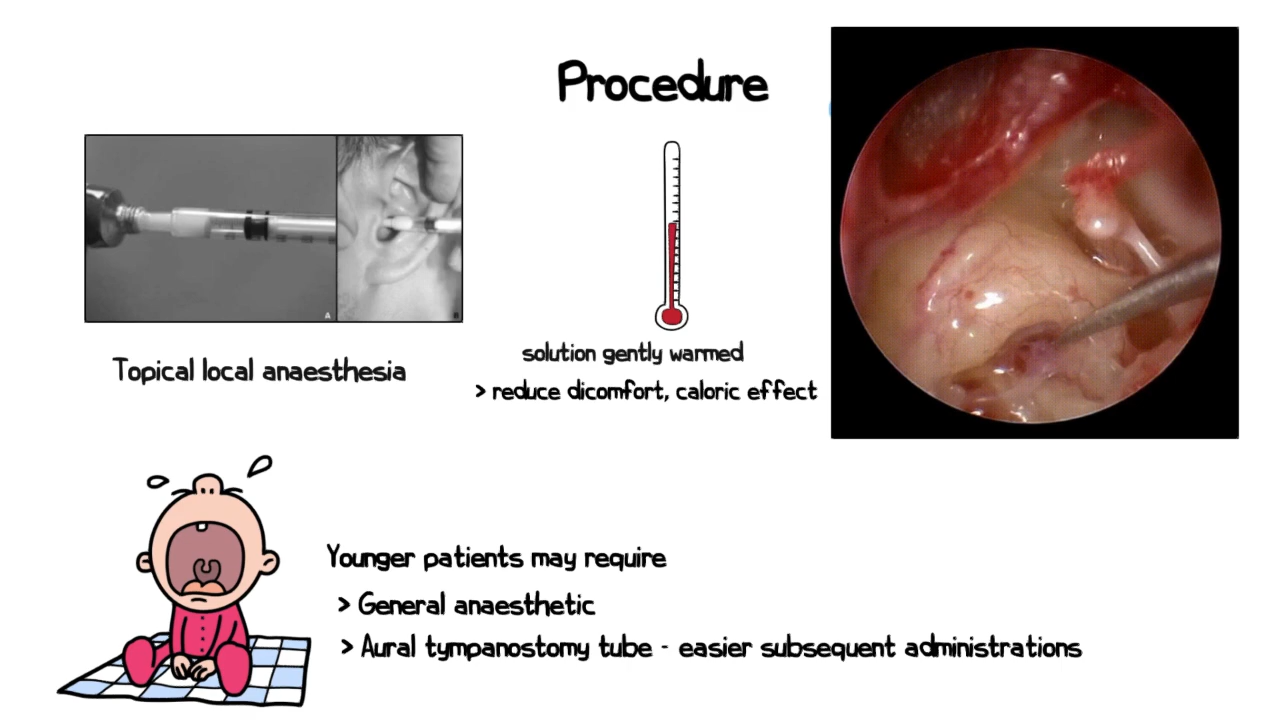 Procedure
A
B
Topical local anaesthesia
solution gently warmed
> reduce dicomfort, caloric effect
Younger patients may require
> General anaesthetic
> Aural tympanostomy tube - easier subsequent administrations